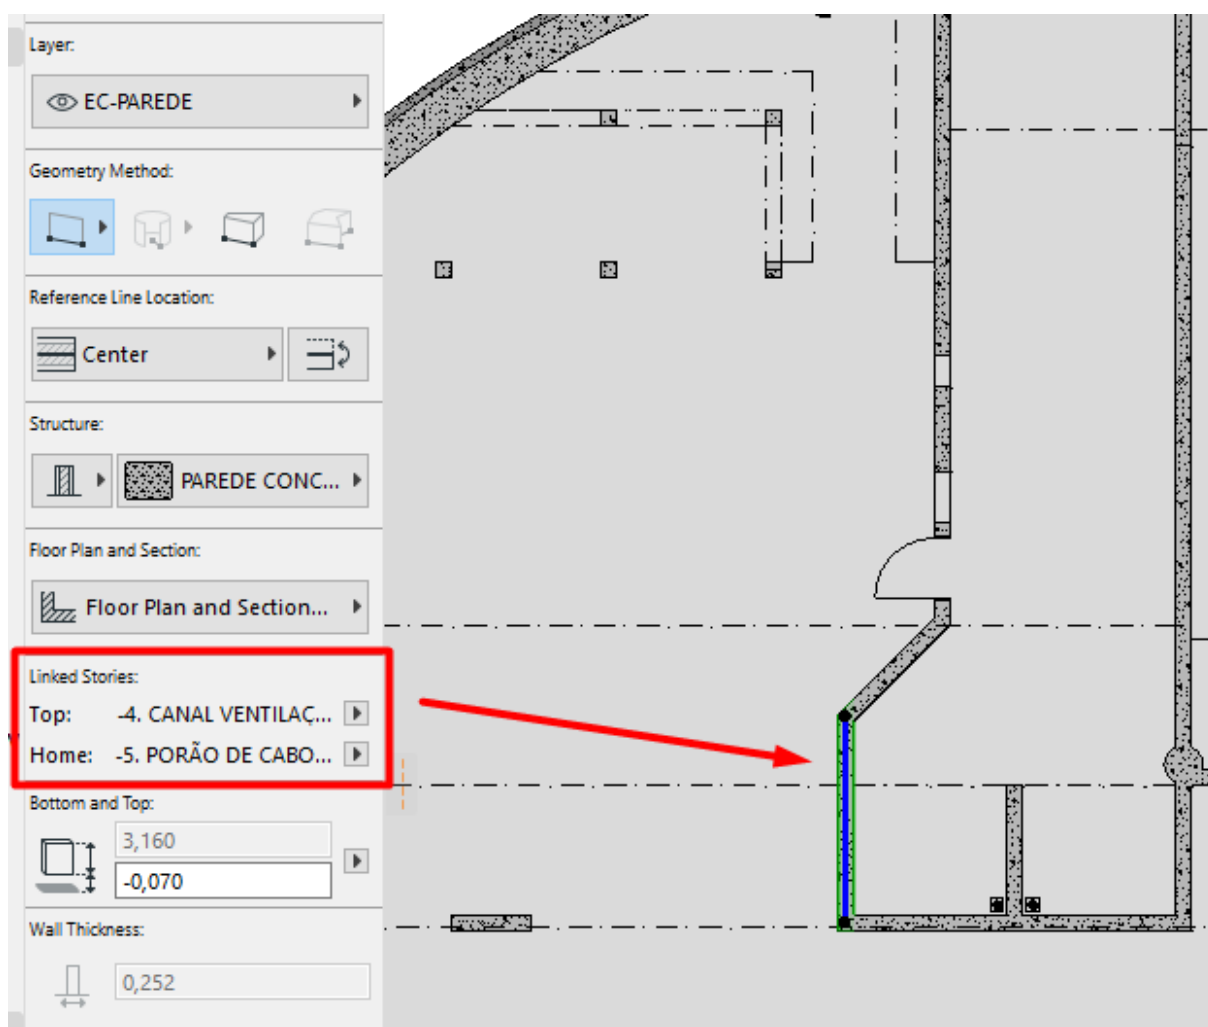 Layer:
EC-PAREDE
Geometry Method:
Reference Line Location:
Center
Structure:
PAREDE CONC...
Floor Plan and Section:
Floor Plan and Section...
Linked Stories:
Top: -4. CANAL VENTILAÇ...
Home: -5. PORÃO DE CABO...
Bottom and Top:
3,160
-0,070
Wall Thickness:
0,252